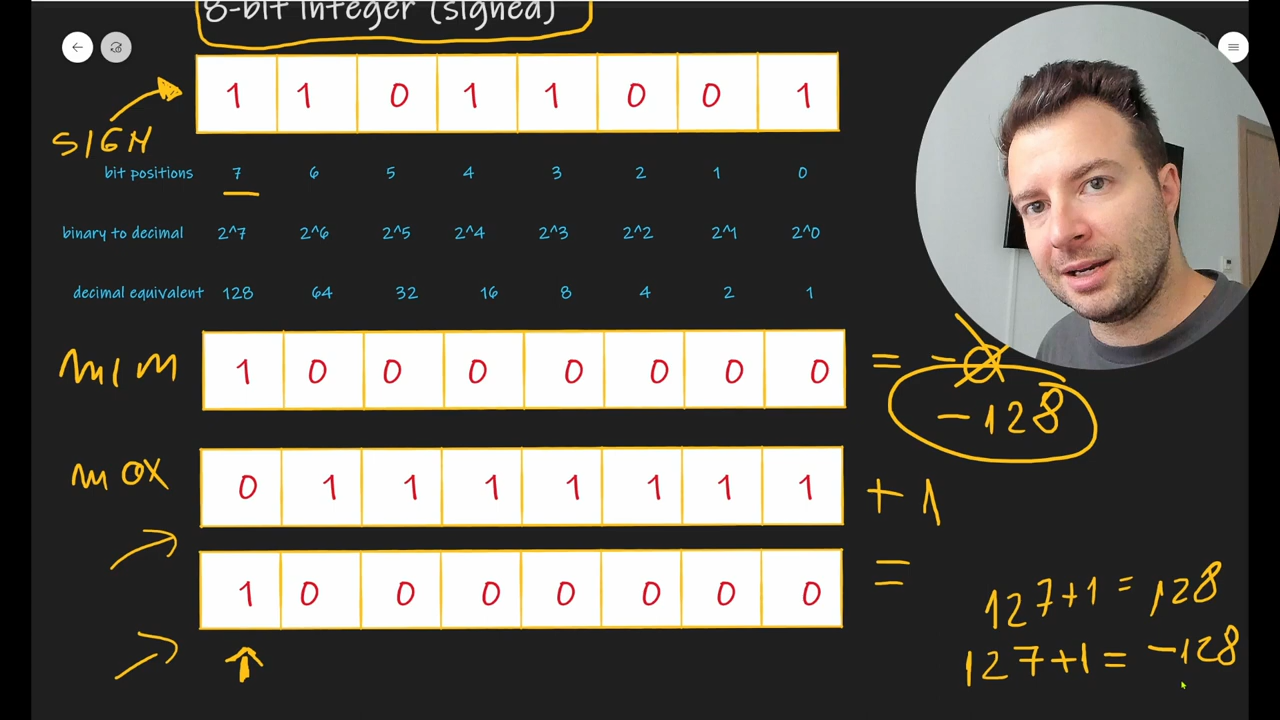 8-bit integer (signed)
1 1 0 1 1 0 0 1
SIGN
bit positions 7 6 5 4 3 2 1 0
binary to decimal 2^7 2^6 2^5 2^4 2^3 2^2 2^1 2^0
decimal equivalent 128 64 32 16 8 4 2 1
MIN 1 0 0 0 0 0 0 0 = -0
-128
MAX 0 1 1 1 1 1 1 1 + 1
1 0 0 0 0 0 0 0 =
127+1 = 128
127+1 = -128